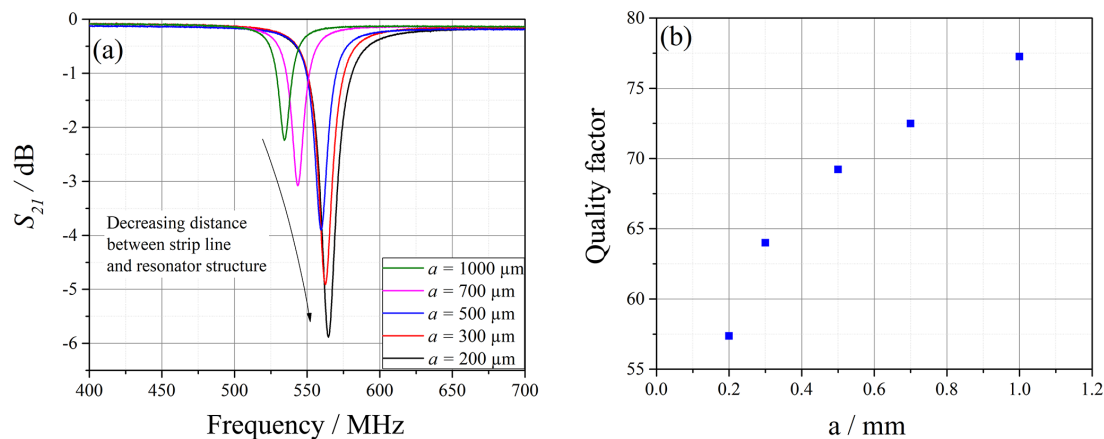 (a)
S21 / dB
0
-1
-2
-3
-4
-5
-6
400
450
500
550
600
650
700
Frequency / MHz
Decreasing distance
between strip line
and resonator structure
a = 1000 µm
a = 700 µm
a = 500 µm
a = 300 µm
a = 200 µm
(b)
Quality factor
80
75
70
65
60
55
0.0
0.2
0.4
0.6
0.8
1.0
1.2
a / mm